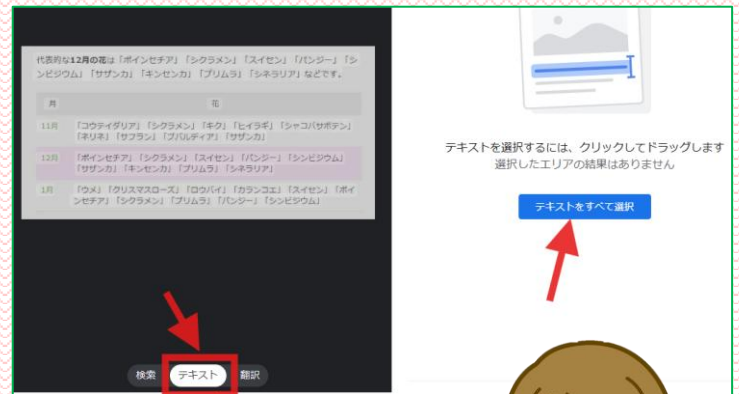 代表的な12月の花は「ポインセチア」「シクラメン」「スイセン」「パンジー」「シ
ンビジウム」「サザンカ」「キンセンカ」「プリムラ」「シネラリア」などです。
月 花
11月 「コウテイダリア」「シクラメン」「キク」「ヒイラギ」「シャコバサボテン」
「ネリネ」「サフラン」「ブバルディア」「サザンカ」
12月 「ポインセチア」「シクラメン」「スイセン」「パンジー」「シンビジウム」
「サザンカ」「キンセンカ」「プリムラ」「シネラリア」
1月 「ウメ」「クリスマスローズ」「ロウバイ」「カランコエ」「スイセン」「ポイ
ンセチア」「シクラメン」「プリムラ」「パンジー」「シンビジウム」
検索 テキスト 翻訳
テキストを選択するには、クリックしてドラッグします
選択したエリアの結果はありません
テキストをすべて選択